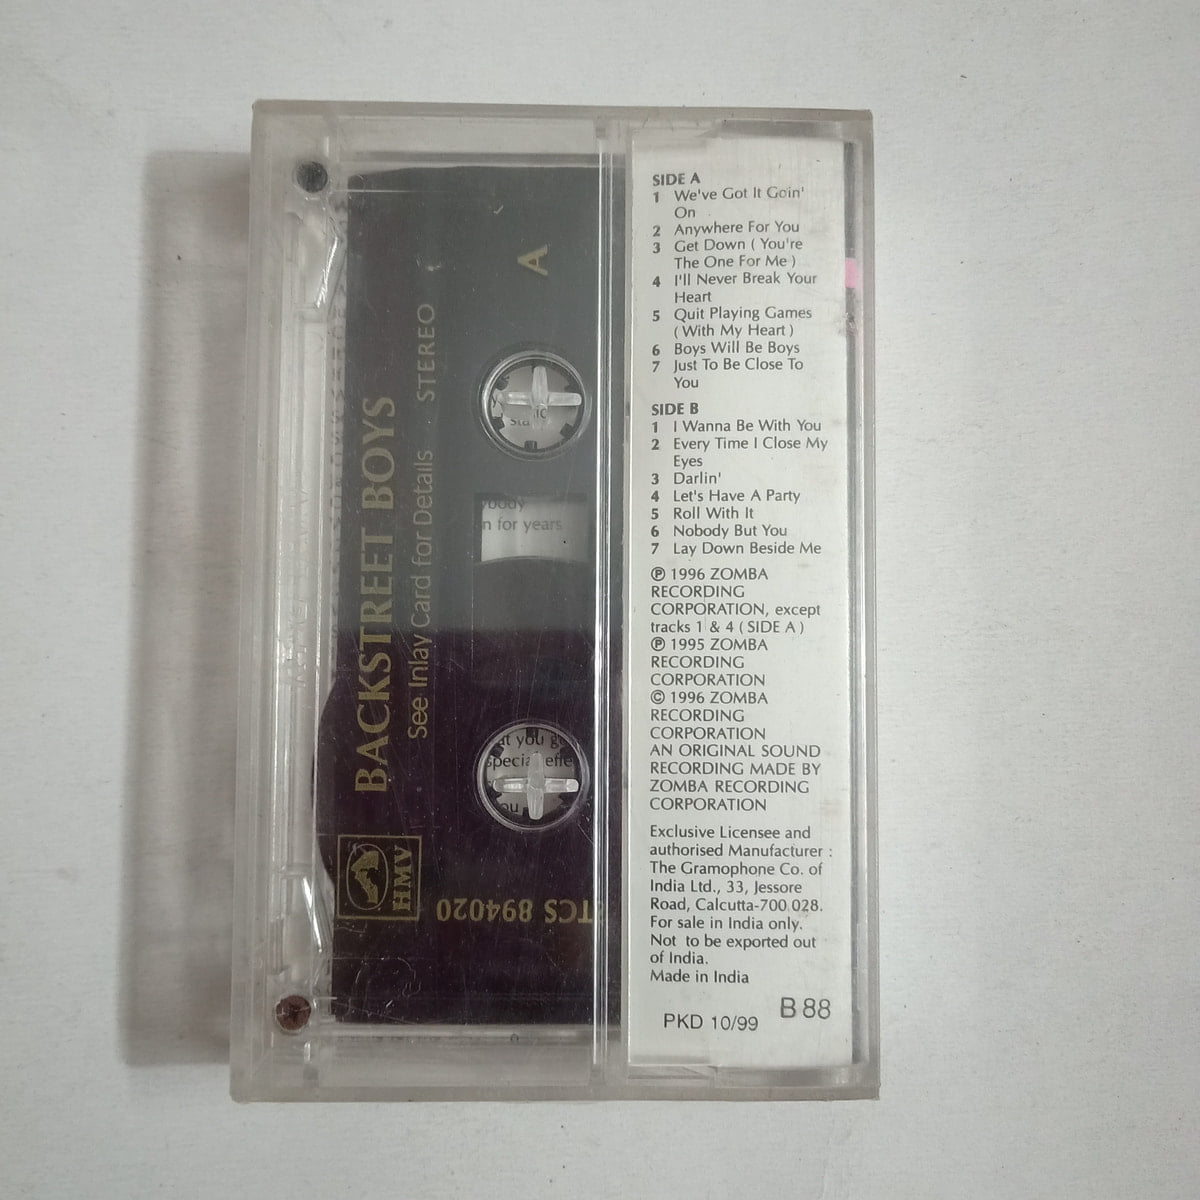 BACKSTREET BOYS
See Inlay Card for Details STEREO
A
HMV
TCS 894020
ybody
n for years
special effe
SIDE A
1 We've Got It Goin'
On
2 Anywhere For You
3 Get Down ( You're
The One For Me )
4 I'll Never Break Your
Heart
5 Quit Playing Games
( With My Heart )
6 Boys Will Be Boys
7 Just To Be Close To
You
SIDE B
1 I Wanna Be With You
2 Every Time I Close My
Eyes
3 Darlin'
4 Let's Have A Party
5 Roll With It
6 Nobody But You
7 Lay Down Beside Me
℗ 1996 ZOMBA
RECORDING
CORPORATION, except
tracks 1 & 4 ( SIDE A )
℗ 1995 ZOMBA
RECORDING
CORPORATION
© 1996 ZOMBA
RECORDING
CORPORATION
AN ORIGINAL SOUND
RECORDING MADE BY
ZOMBA RECORDING
CORPORATION
Exclusive Licensee and
authorised Manufacturer :
The Gramophone Co. of
India Ltd., 33, Jessore
Road, Calcutta-700 028.
For sale in India only.
Not to be exported out
of India.
Made in India
PKD 10/99 B 88